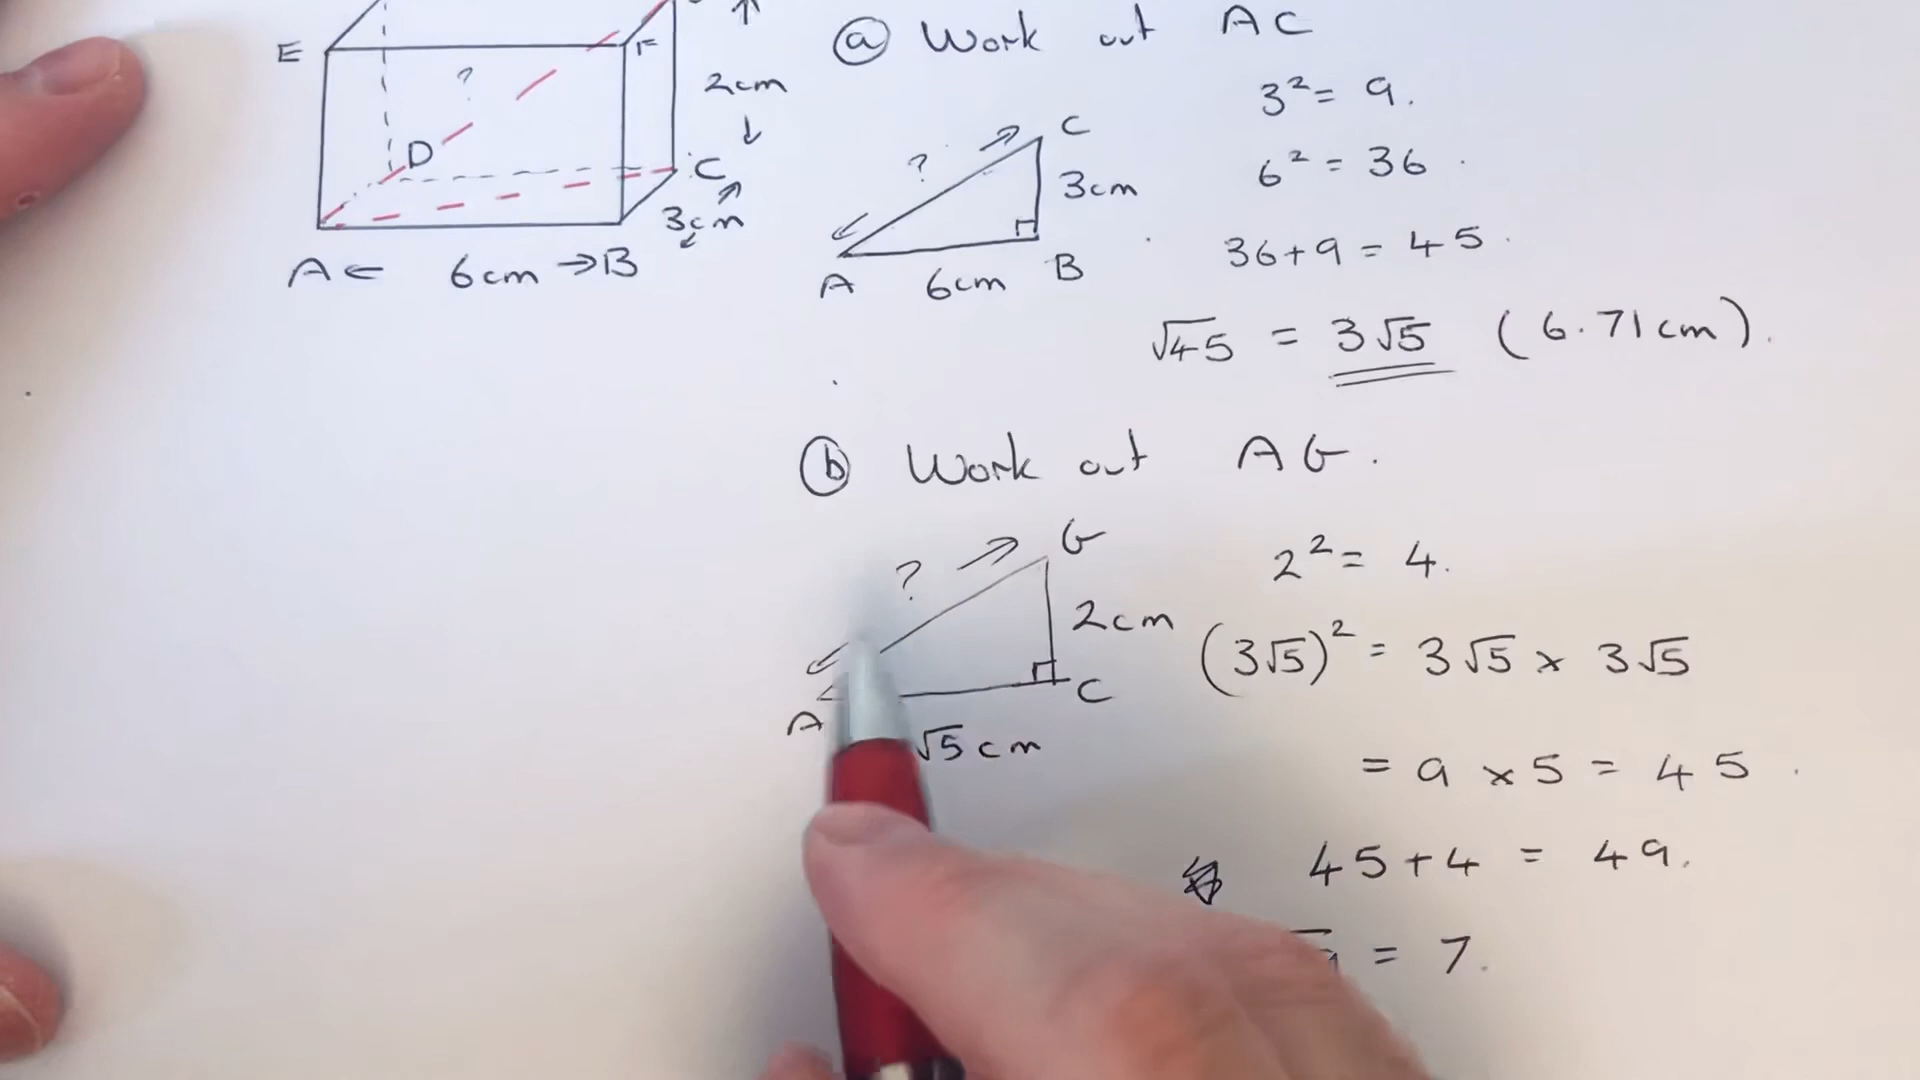 E
F
?
2cm
D
C
3cm
A ← 6cm → B
ⓐ Work out AC
3² = 9.
6² = 36
36+9 = 45
√45 = 3√5 (6.71cm).
?
C
3cm
A
6cm
B
ⓑ Work out AG.
?
G
2cm
C
A
√5cm
2² = 4.
(3√5)² = 3√5 × 3√5
= 9 × 5 = 45
45+4 = 49.
= 7.